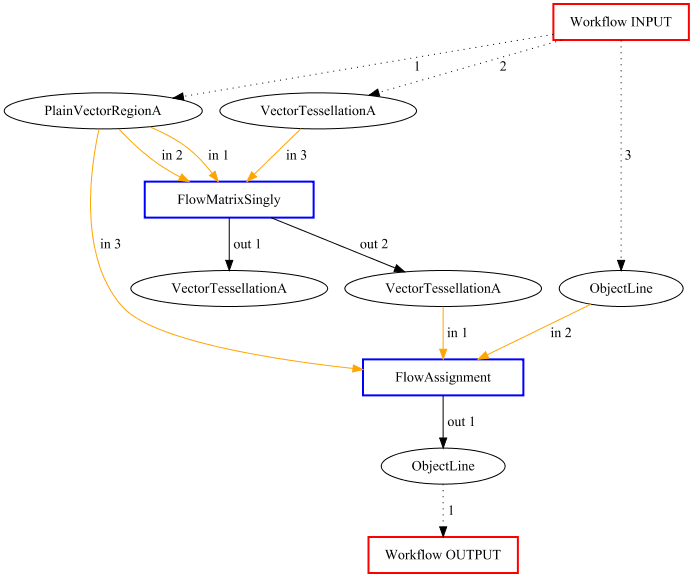 Workflow INPUT
1
2
PlainVectorRegionA
VectorTessellationA
in 2
in 1
in 3
3
FlowMatrixSingly
in 3
out 1
out 2
VectorTessellationA
VectorTessellationA
ObjectLine
in 1
in 2
FlowAssignment
out 1
ObjectLine
1
Workflow OUTPUT